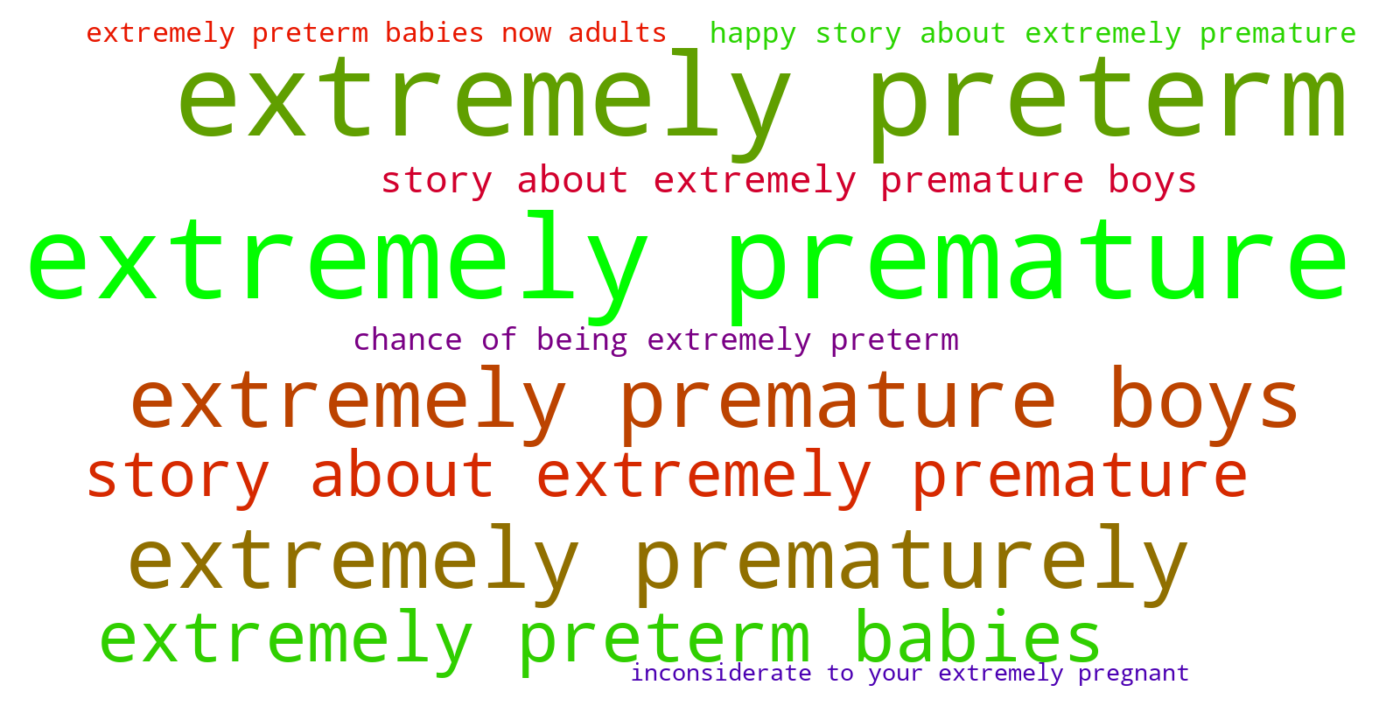 extremely preterm babies now adults
happy story about extremely premature
extremely preterm
story about extremely premature boys
extremely premature
chance of being extremely preterm
extremely premature boys
story about extremely premature
extremely prematurely
extremely preterm babies
inconsiderate to your extremely pregnant